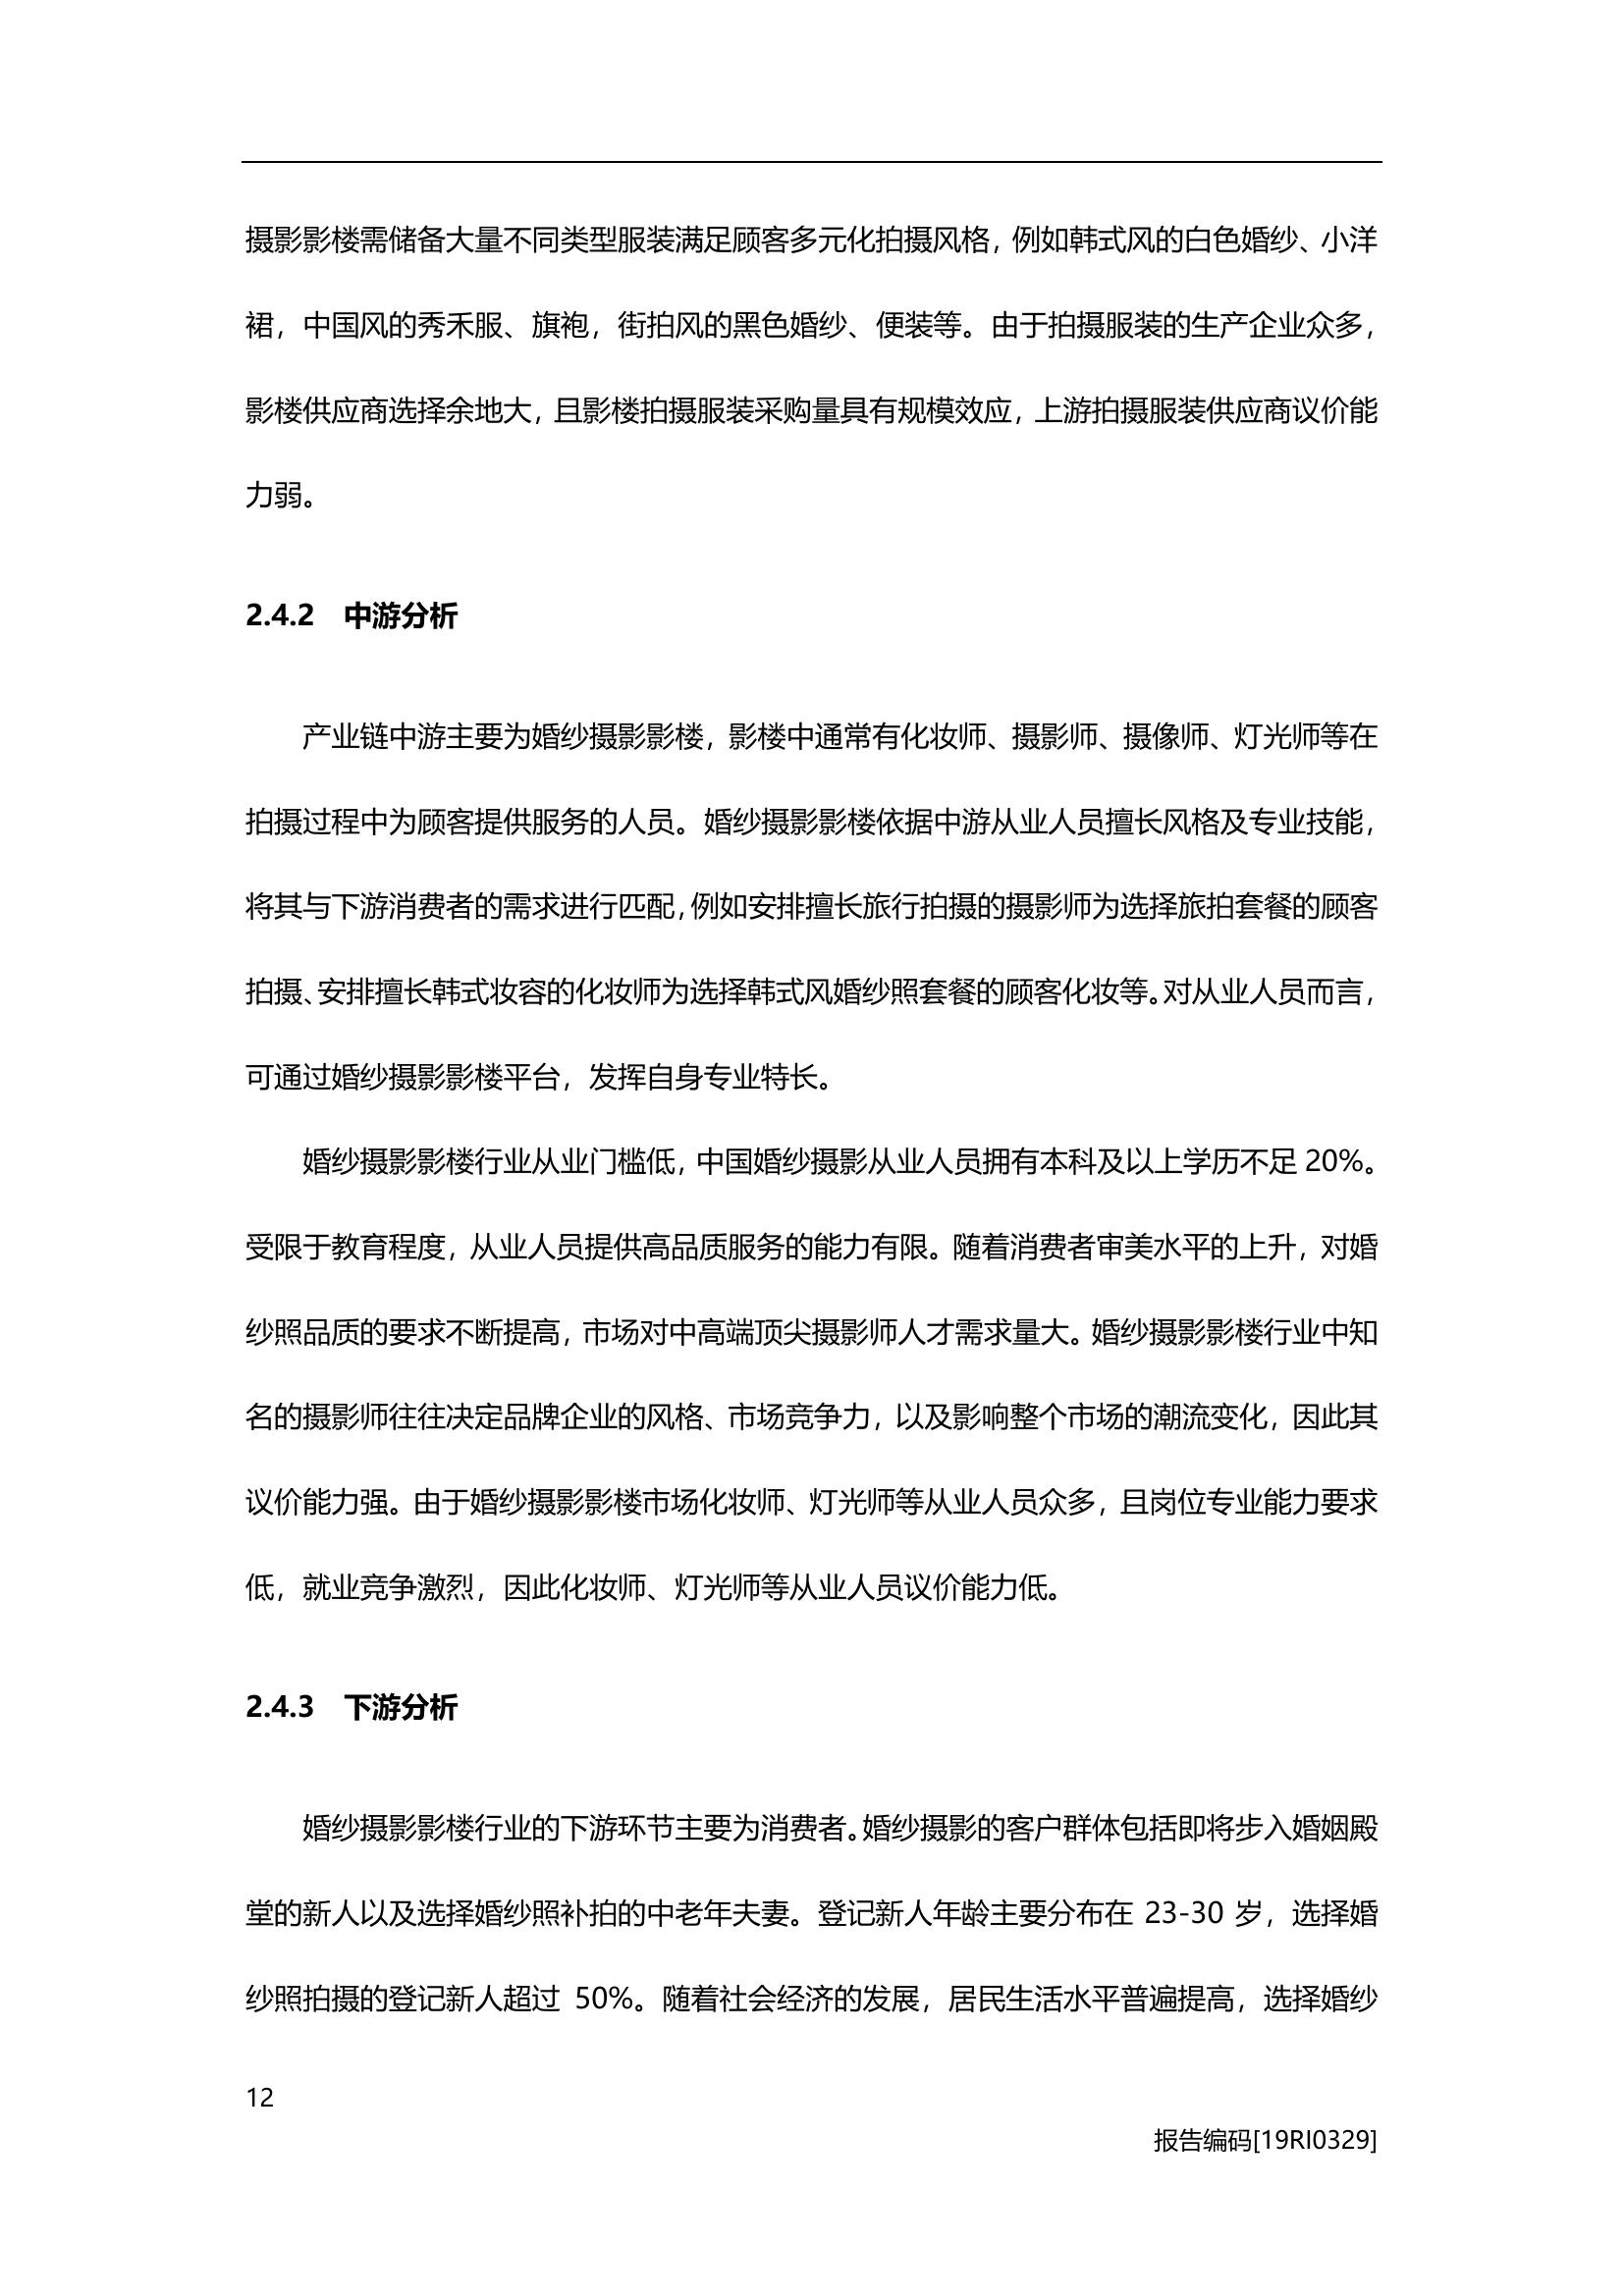 摄影影楼需储备大量不同类型服装满足顾客多元化拍摄风格，例如韩式风的白色婚纱、小洋
裙，中国风的秀禾服、旗袍，街拍风的黑色婚纱、便装等。由于拍摄服装的生产企业众多，
影楼供应商选择余地大，且影楼拍摄服装采购量具有规模效应，上游拍摄服装供应商议价能
力弱。
2.4.2 中游分析
产业链中游主要为婚纱摄影影楼，影楼中通常有化妆师、摄影师、摄像师、灯光师等在
拍摄过程中为顾客提供服务的人员。婚纱摄影影楼依据中游从业人员擅长风格及专业技能，
将其与下游消费者的需求进行匹配，例如安排擅长旅行拍摄的摄影师为选择旅拍套餐的顾客
拍摄、安排擅长韩式妆容的化妆师为选择韩式风婚纱照套餐的顾客化妆等。对从业人员而言，
可通过婚纱摄影影楼平台，发挥自身专业特长。
婚纱摄影影楼行业从业门槛低，中国婚纱摄影从业人员拥有本科及以上学历不足 20%。
受限于教育程度，从业人员提供高品质服务的能力有限。随着消费者审美水平的上升，对婚
纱照品质的要求不断提高，市场对中高端顶尖摄影师人才需求量大。婚纱摄影影楼行业中知
名的摄影师往往决定品牌企业的风格、市场竞争力，以及影响整个市场的潮流变化，因此其
议价能力强。由于婚纱摄影影楼市场化妆师、灯光师等从业人员众多，且岗位专业能力要求
低，就业竞争激烈，因此化妆师、灯光师等从业人员议价能力低。
2.4.3 下游分析
婚纱摄影影楼行业的下游环节主要为消费者。婚纱摄影的客户群体包括即将步入婚姻殿
堂的新人以及选择婚纱照补拍的中老年夫妻。登记新人年龄主要分布在 23-30 岁，选择婚
纱照拍摄的登记新人超过 50%。随着社会经济的发展，居民生活水平普遍提高，选择婚纱
12
报告编码[19RI0329]